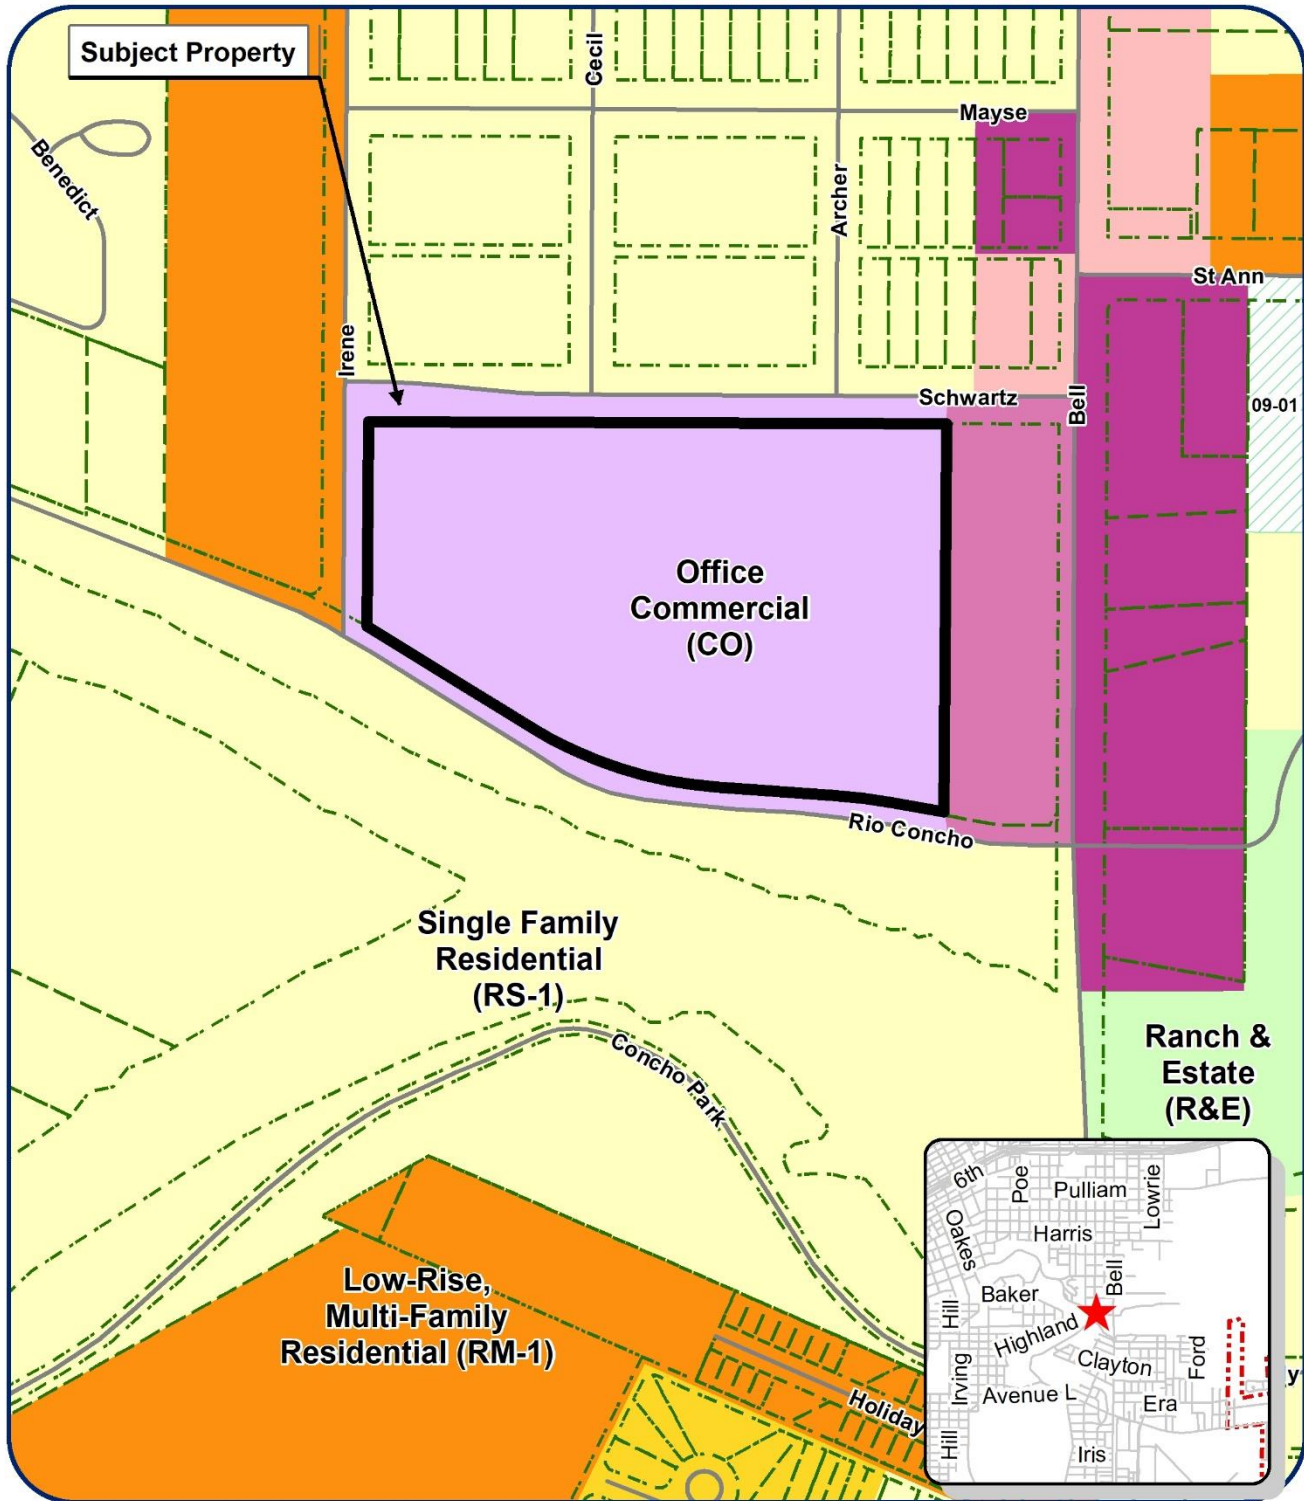 Subject Property
Cecil
Mayse
Benedict
Archer
St Ann
Irene
Schwartz
Bell
09-01
Office
Commercial
(CO)
Rio Concho
Single Family
Residential
(RS-1)
Concho Park
Ranch &
Estate
(R&E)
Low-Rise,
Multi-Family
Residential (RM-1)
Holiday
6th
Poe
Pulliam
Lowrie
Oakes
Harris
Bell
Baker
Hill
Highland
Clayton
Ford
Irving
Avenue L
Era
Hill
Iris